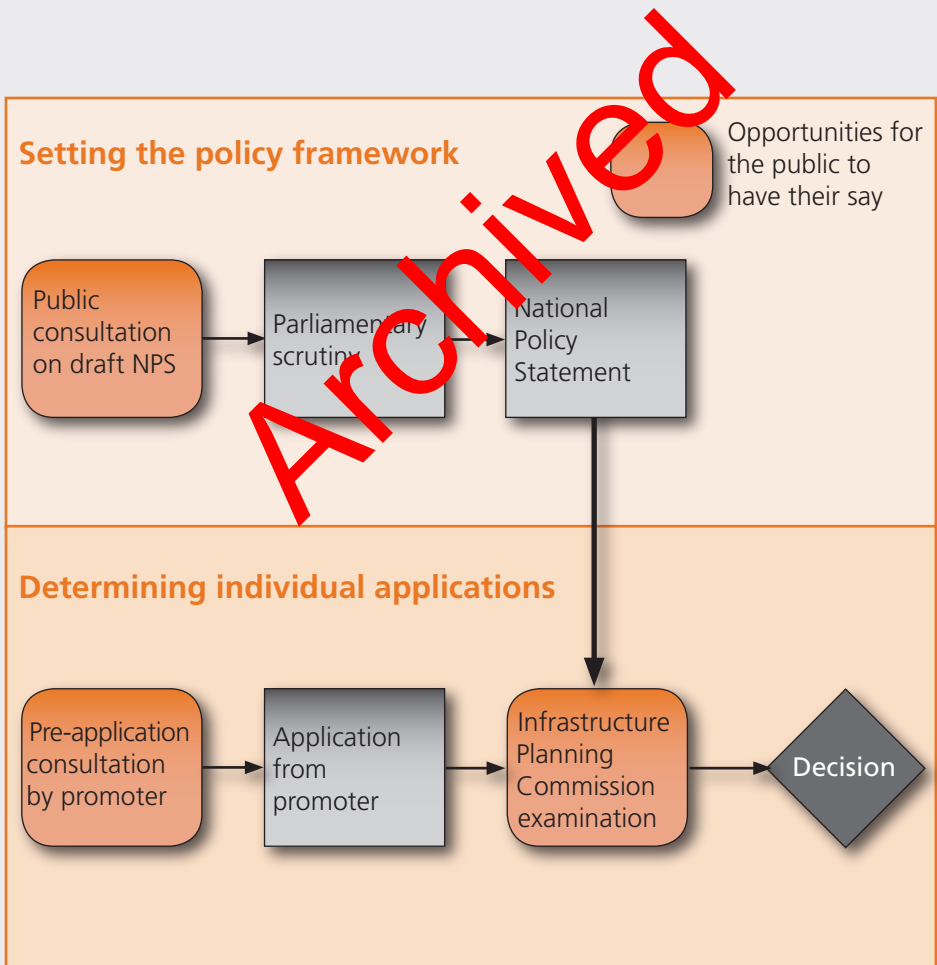 Setting the policy framework
Opportunities for
the public to
have their say
Public
consultation
on draft NPS
Parliamentary
scrutiny
National
Policy
Statement
Archived
Determining individual applications
Pre-application
consultation
by promoter
Application
from
promoter
Infrastructure
Planning
Commission
examination
Decision